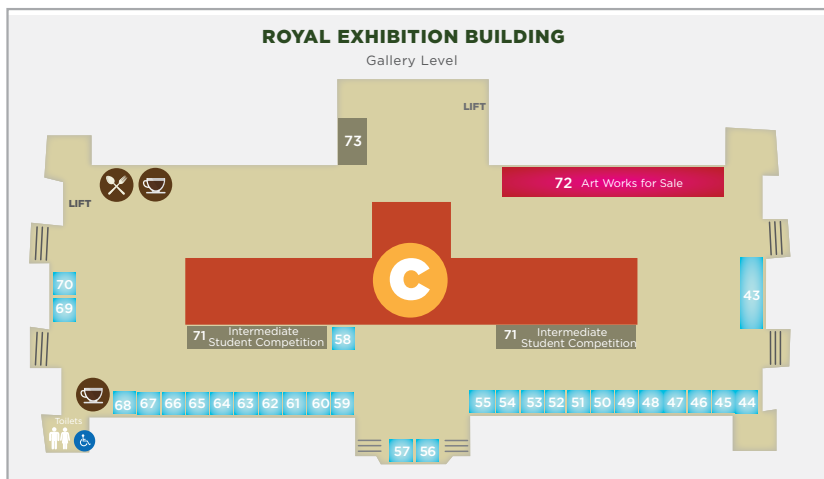 ROYAL EXHIBITION BUILDING
Gallery Level
LIFT
73
72 Art Works for Sale
LIFT
C
70
69
43
71 Intermediate
Student Competition
58
71 Intermediate
Student Competition
68 67 66 65 64 63 62 61 60 59
55 54 53 52 51 50 49 48 47 46 45 44
Toilets
57 56